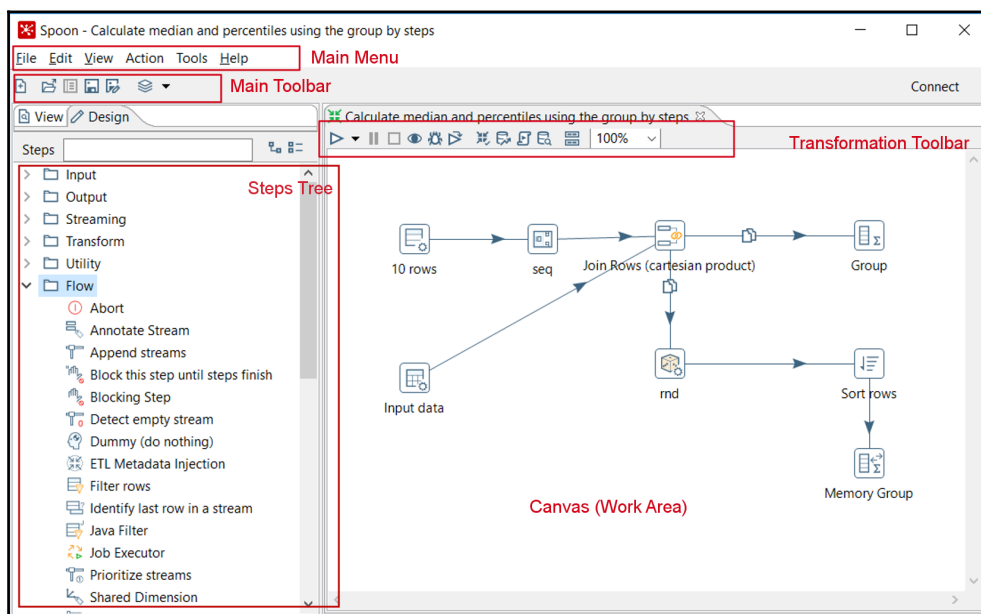 Spoon - Calculate median and percentiles using the group by steps
File Edit View Action Tools Help
Main Menu
Main Toolbar
Connect
View Design
Calculate median and percentiles using the group by steps
Steps
100%
Transformation Toolbar
Steps Tree
Input
Output
Streaming
Transform
Utility
Flow
Abort
Annotate Stream
Append streams
Block this step until steps finish
Blocking Step
Detect empty stream
Dummy (do nothing)
ETL Metadata Injection
Filter rows
Identify last row in a stream
Java Filter
Job Executor
Prioritize streams
Shared Dimension
10 rows
seq
Join Rows (cartesian product)
Group
Input data
rnd
Sort rows
Memory Group
Canvas (Work Area)